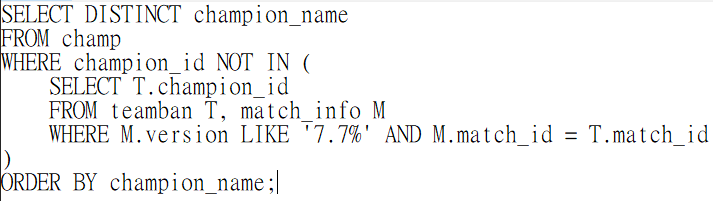 SELECT DISTINCT champion_name
FROM champ
WHERE champion_id NOT IN (
    SELECT T.champion_id
    FROM teamban T, match_info M
    WHERE M.version LIKE '7.7%' AND M.match_id = T.match_id
)
ORDER BY champion_name;